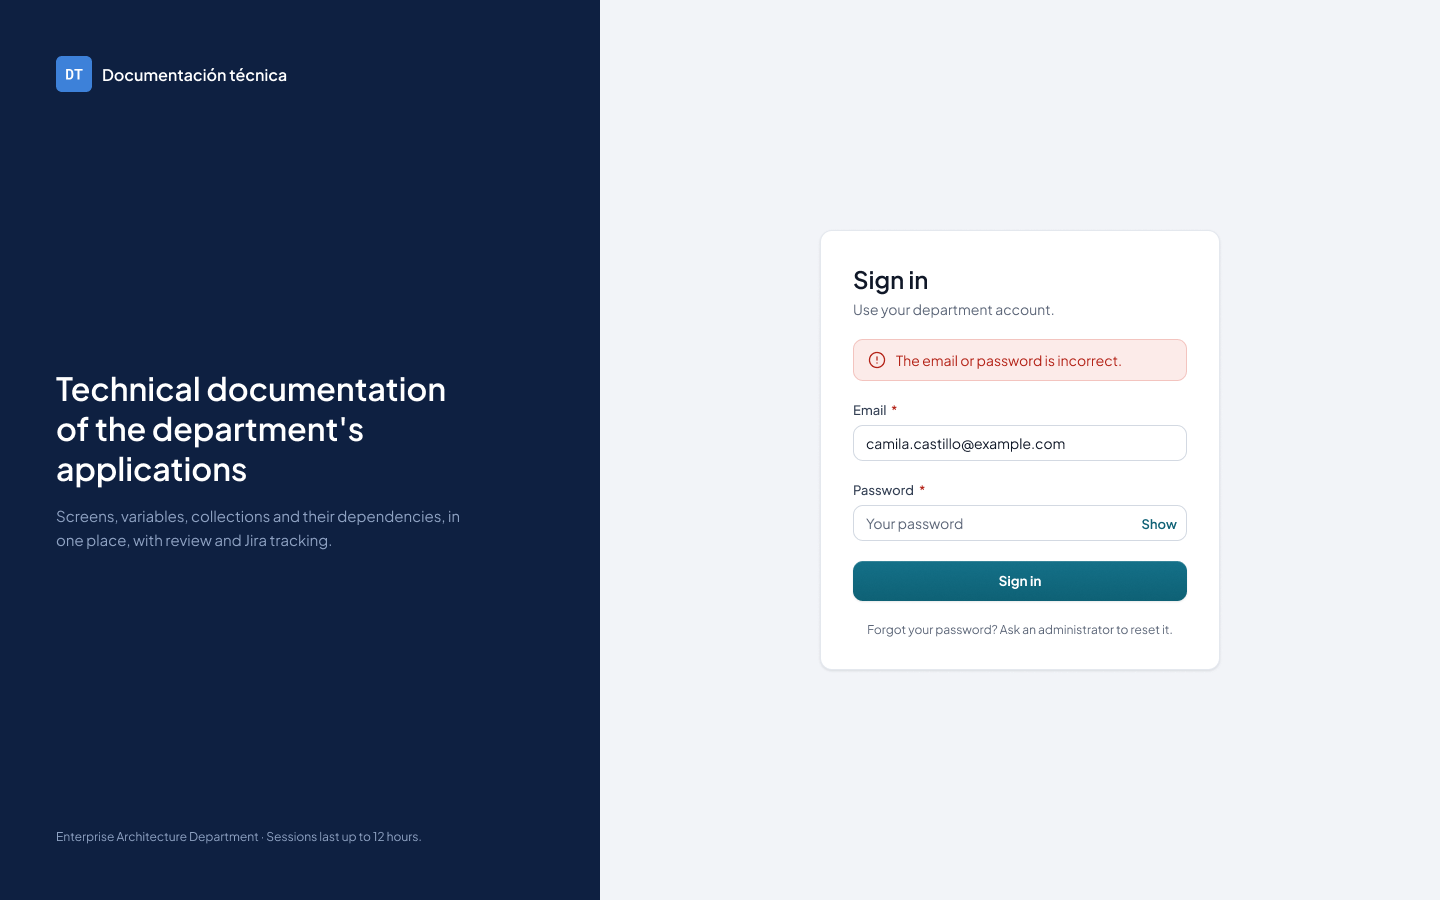 DT
Documentación técnica
Technical documentation
of the department's
applications
Screens, variables, collections and their dependencies, in
one place, with review and Jira tracking.
Enterprise Architecture Department · Sessions last up to 12 hours.
Sign in
Use your department account.
The email or password is incorrect.
Email *
camila.castillo@example.com
Password *
Your password
Show
Sign in
Forgot your password? Ask an administrator to reset it.